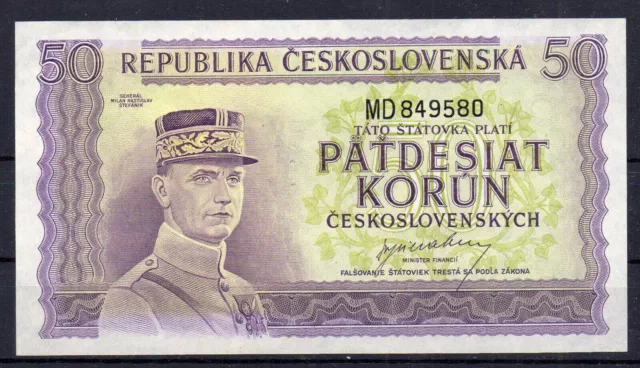 50
REPUBLIKA ČESKOSLOVENSKÁ
50
GENERÁL
MILAN RASTISLAV
ŠTEFÁNIK
MD 849580
TÁTO ŠTÁTOVKA PLATÍ
PÄŤDESIAT
KORÚN
ČESKOSLOVENSKÝCH
MINISTER FINANCIÍ
FALŠOVANIE ŠTÁTOVIEK TRESTÁ SA PODĽA ZÁKONA